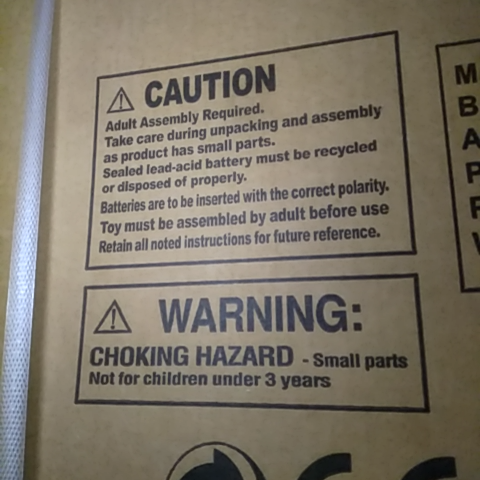 CAUTION
Adult Assembly Required.
Take care during unpacking and assembly
as product has small parts.
Sealed lead-acid battery must be recycled
or disposed of properly.
Batteries are to be inserted with the correct polarity.
Toy must be assembled by adult before use
Retain all noted instructions for future reference.
WARNING:
CHOKING HAZARD - Small parts
Not for children under 3 years